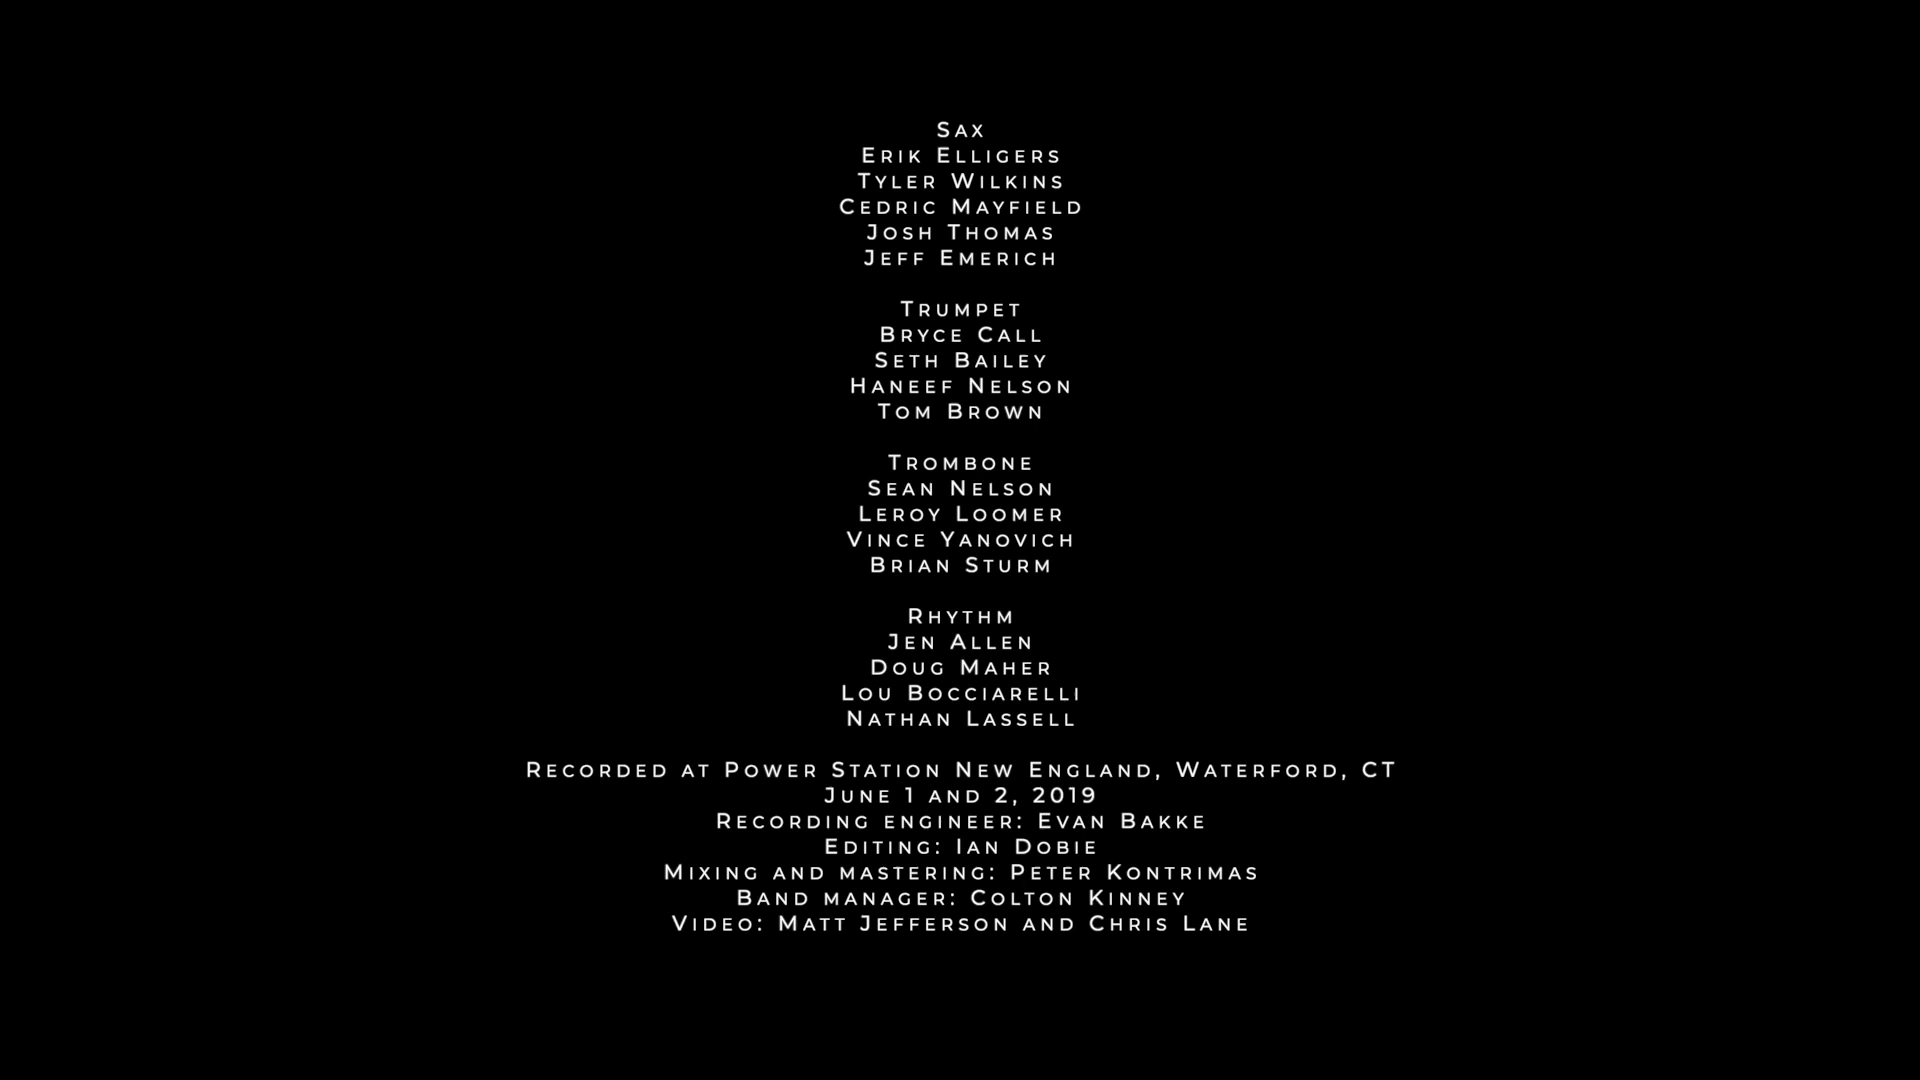 Sax
Erik Elligers
Tyler Wilkins
Cedric Mayfield
Josh Thomas
Jeff Emerich
Trumpet
Bryce Call
Seth Bailey
Haneef Nelson
Tom Brown
Trombone
Sean Nelson
Leroy Loomer
Vince Yanovich
Brian Sturm
Rhythm
Jen Allen
Doug Maher
Lou Bocciarelli
Nathan Lassell
Recorded at Power Station New England, Waterford, CT
June 1 and 2, 2019
Recording engineer: Evan Bakke
Editing: Ian Dobie
Mixing and mastering: Peter Kontrimas
Band manager: Colton Kinney
Video: Matt Jefferson and Chris Lane